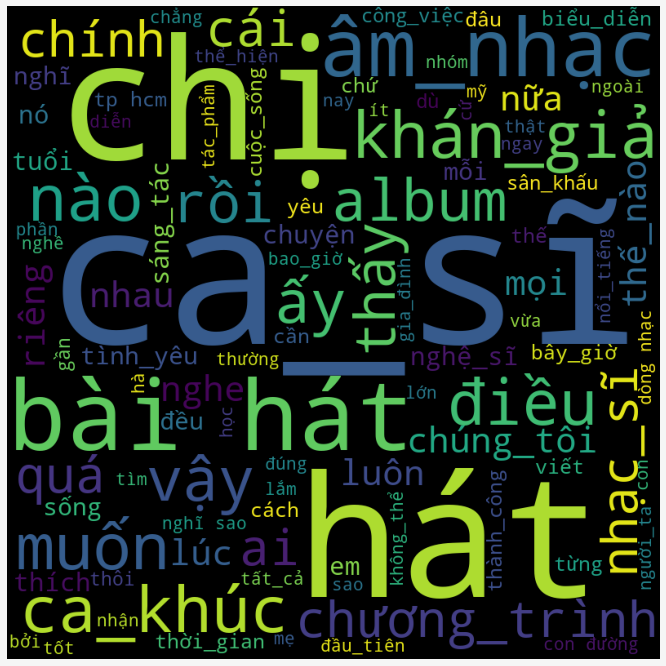 chính
cái
công_việc
đâu
biểu_diễn
chẳng
âm_nhạc
thể_hiện
nhóm
nghĩ
chị
cuộc_sống
tác_phẩm
tp hcm
nay
chứ
ít
dù
cừ
mỹ
nữa
ngoài
nó
diễn
khán_giả
thật
ngay
tuổi
mỗi
sân_khấu
nào
rồi
sáng_tác
yêu
album
thế_nào
phần
nghề
chuyện
thấy
thế
bao_giờ
gia_đình
mọi
nổi_tiếng
riêng
nhau
ấy
ca_sĩ
vừa
cần
gần
tình_yêu
thường
nghệ_sĩ
bây_giờ
dòng nhạc
hà
bài hát
nghe
lớn
điều
nhạc_sĩ
đều
học
chúng_tôi
quá
vậy
đúng
luôn
viết
tìm
lắm
sống
cách
hát
không_thể
thành_công
còn
người_ta
muốn
nghĩ sao
lúc
ai
em
từng
thích
thôi
tất_cả
sao
ca_khúc
nhận
chương_trình
bởi
tốt
thời_gian
mẹ
đầu_tiên
con đường